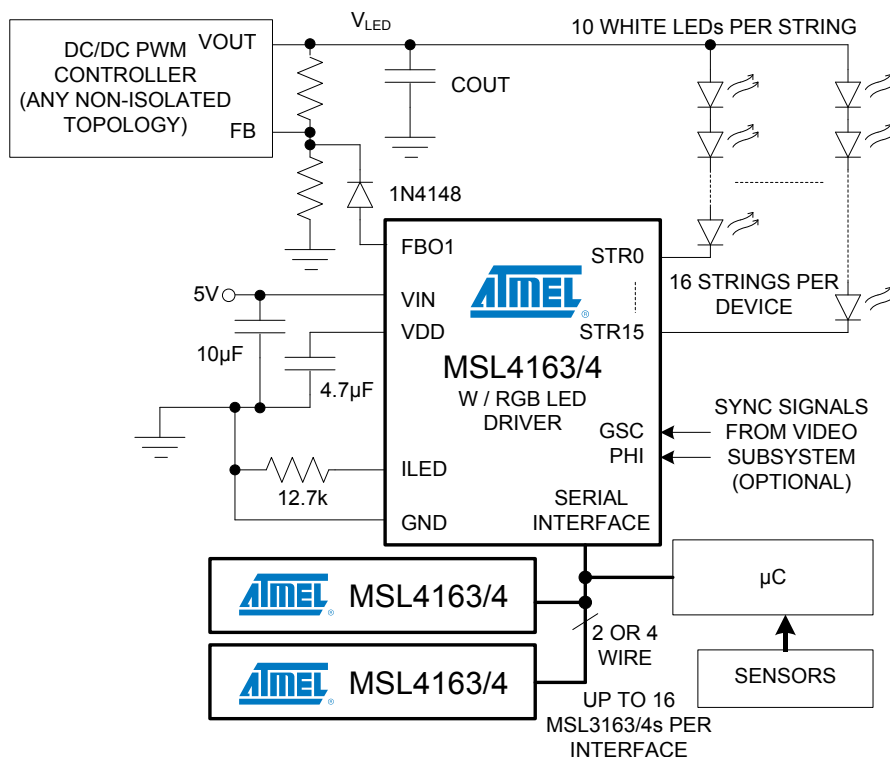 DC/DC PWM
CONTROLLER
(ANY NON-ISOLATED
TOPOLOGY)
VOUT
FB
VLED
COUT
10 WHITE LEDs PER STRING
1N4148
FBO1
STR0
5V
VIN
ATMEL
®
16 STRINGS PER
DEVICE
10µF
VDD
STR15
4.7µF
MSL4163/4
W / RGB LED
DRIVER
GSC
PHI
SYNC SIGNALS
FROM VIDEO
SUBSYSTEM
(OPTIONAL)
12.7k
ILED
GND
SERIAL
INTERFACE
ATMEL® MSL4163/4
ATMEL® MSL4163/4
µC
2 OR 4
WIRE
SENSORS
UP TO 16
MSL3163/4s PER
INTERFACE